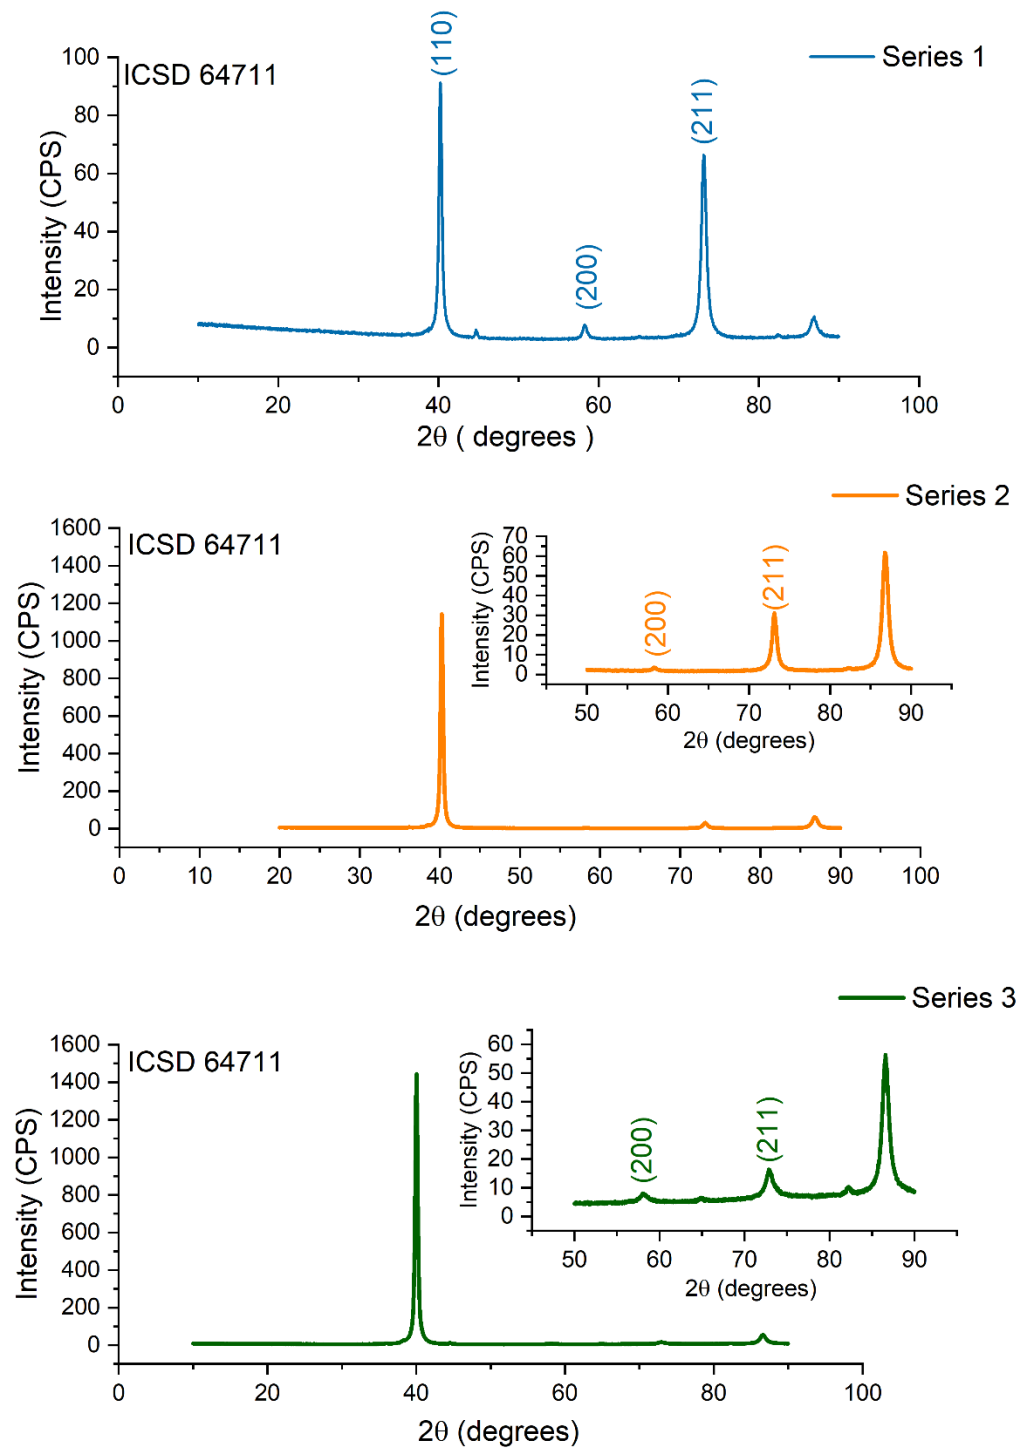 Series 1
ICSD 64711
(110)
(200)
(211)
Intensity (CPS)
100
80
60
40
20
0
0 20 40 60 80 100
2θ ( degrees )
Series 2
ICSD 64711
Intensity (CPS)
1600
1400
1200
1000
800
600
400
200
0
0 10 20 30 40 50 60 70 80 90 100
2θ (degrees)
Intensity (CPS)
70
60
50
40
30
20
10
0
(200)
(211)
50 60 70 80 90
2θ (degrees)
Series 3
ICSD 64711
Intensity (CPS)
1600
1400
1200
1000
800
600
400
200
0
0 20 40 60 80 100
2θ (degrees)
Intensity (CPS)
60
50
40
30
20
10
0
(200)
(211)
50 60 70 80 90
2θ (degrees)